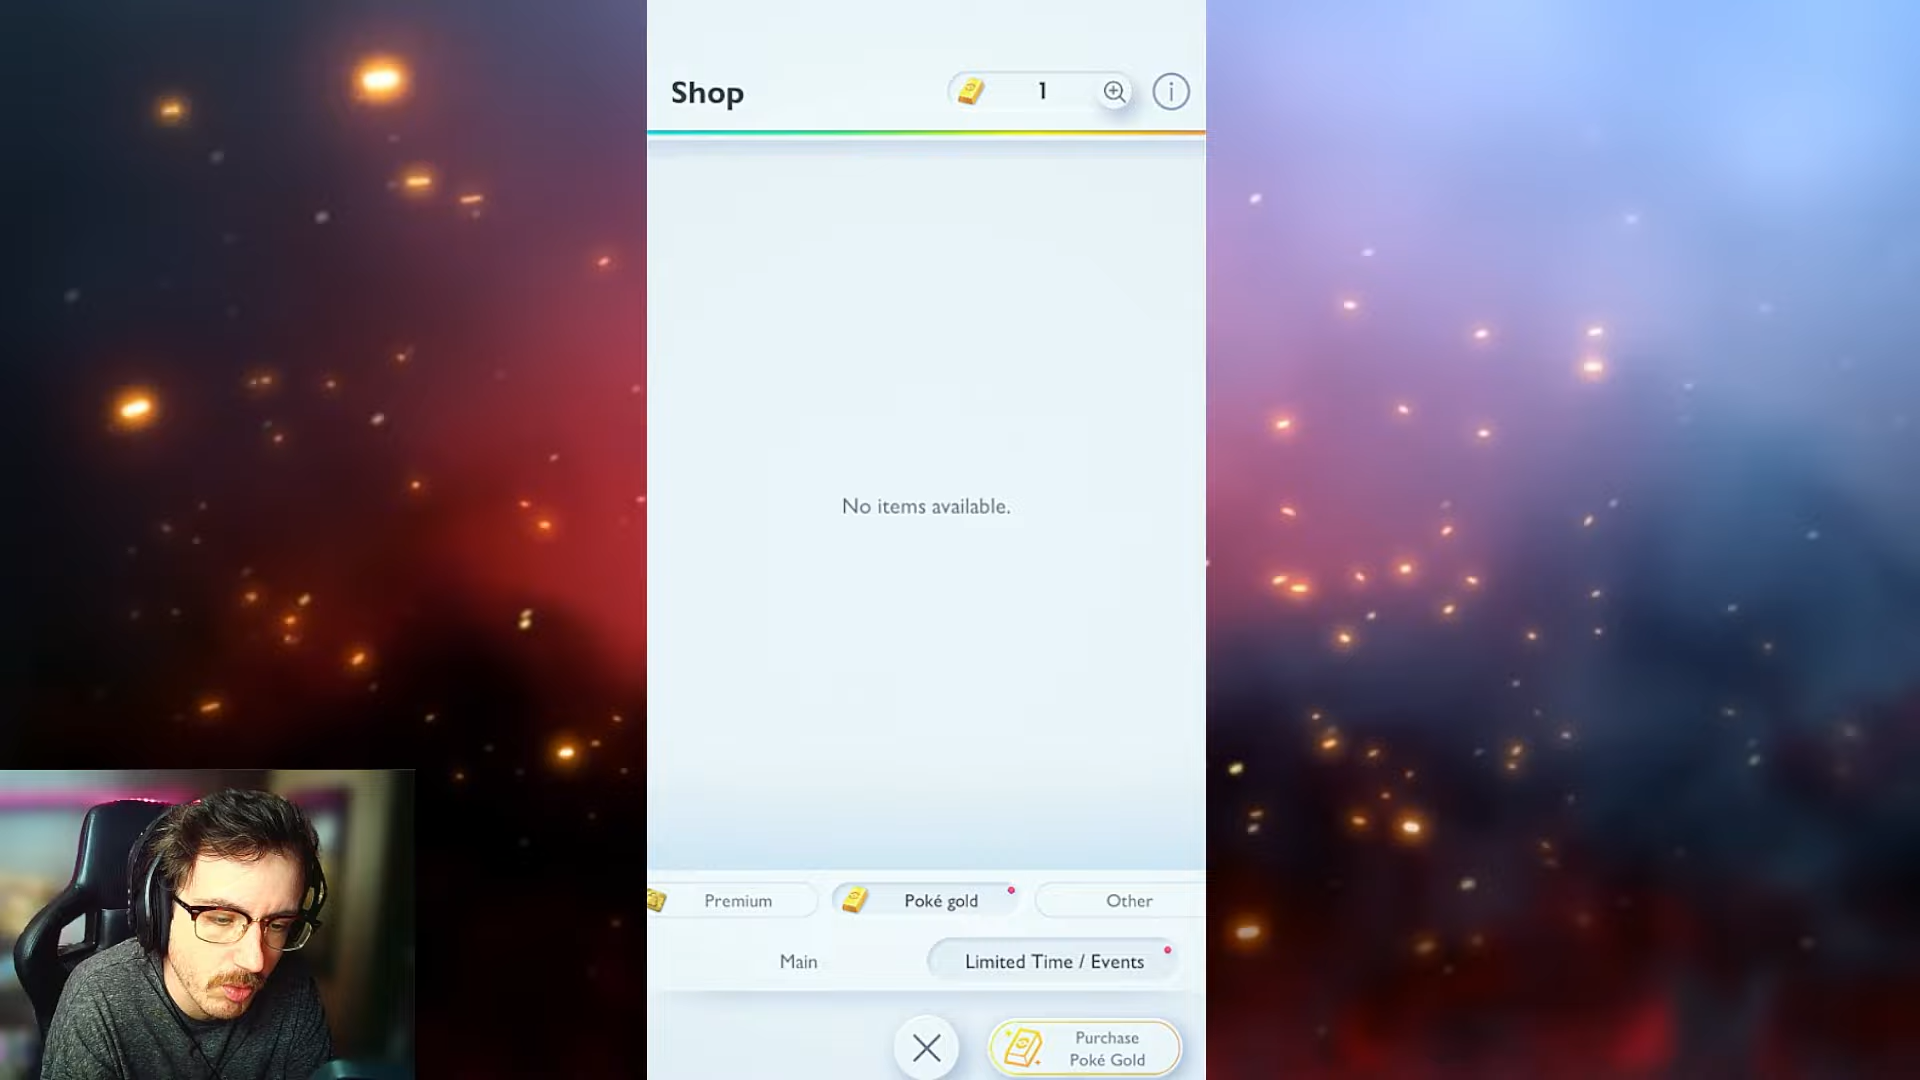 Shop
1
No items available.
Premium
Poké gold
Other
Main
Limited Time / Events
Purchase
Poké Gold